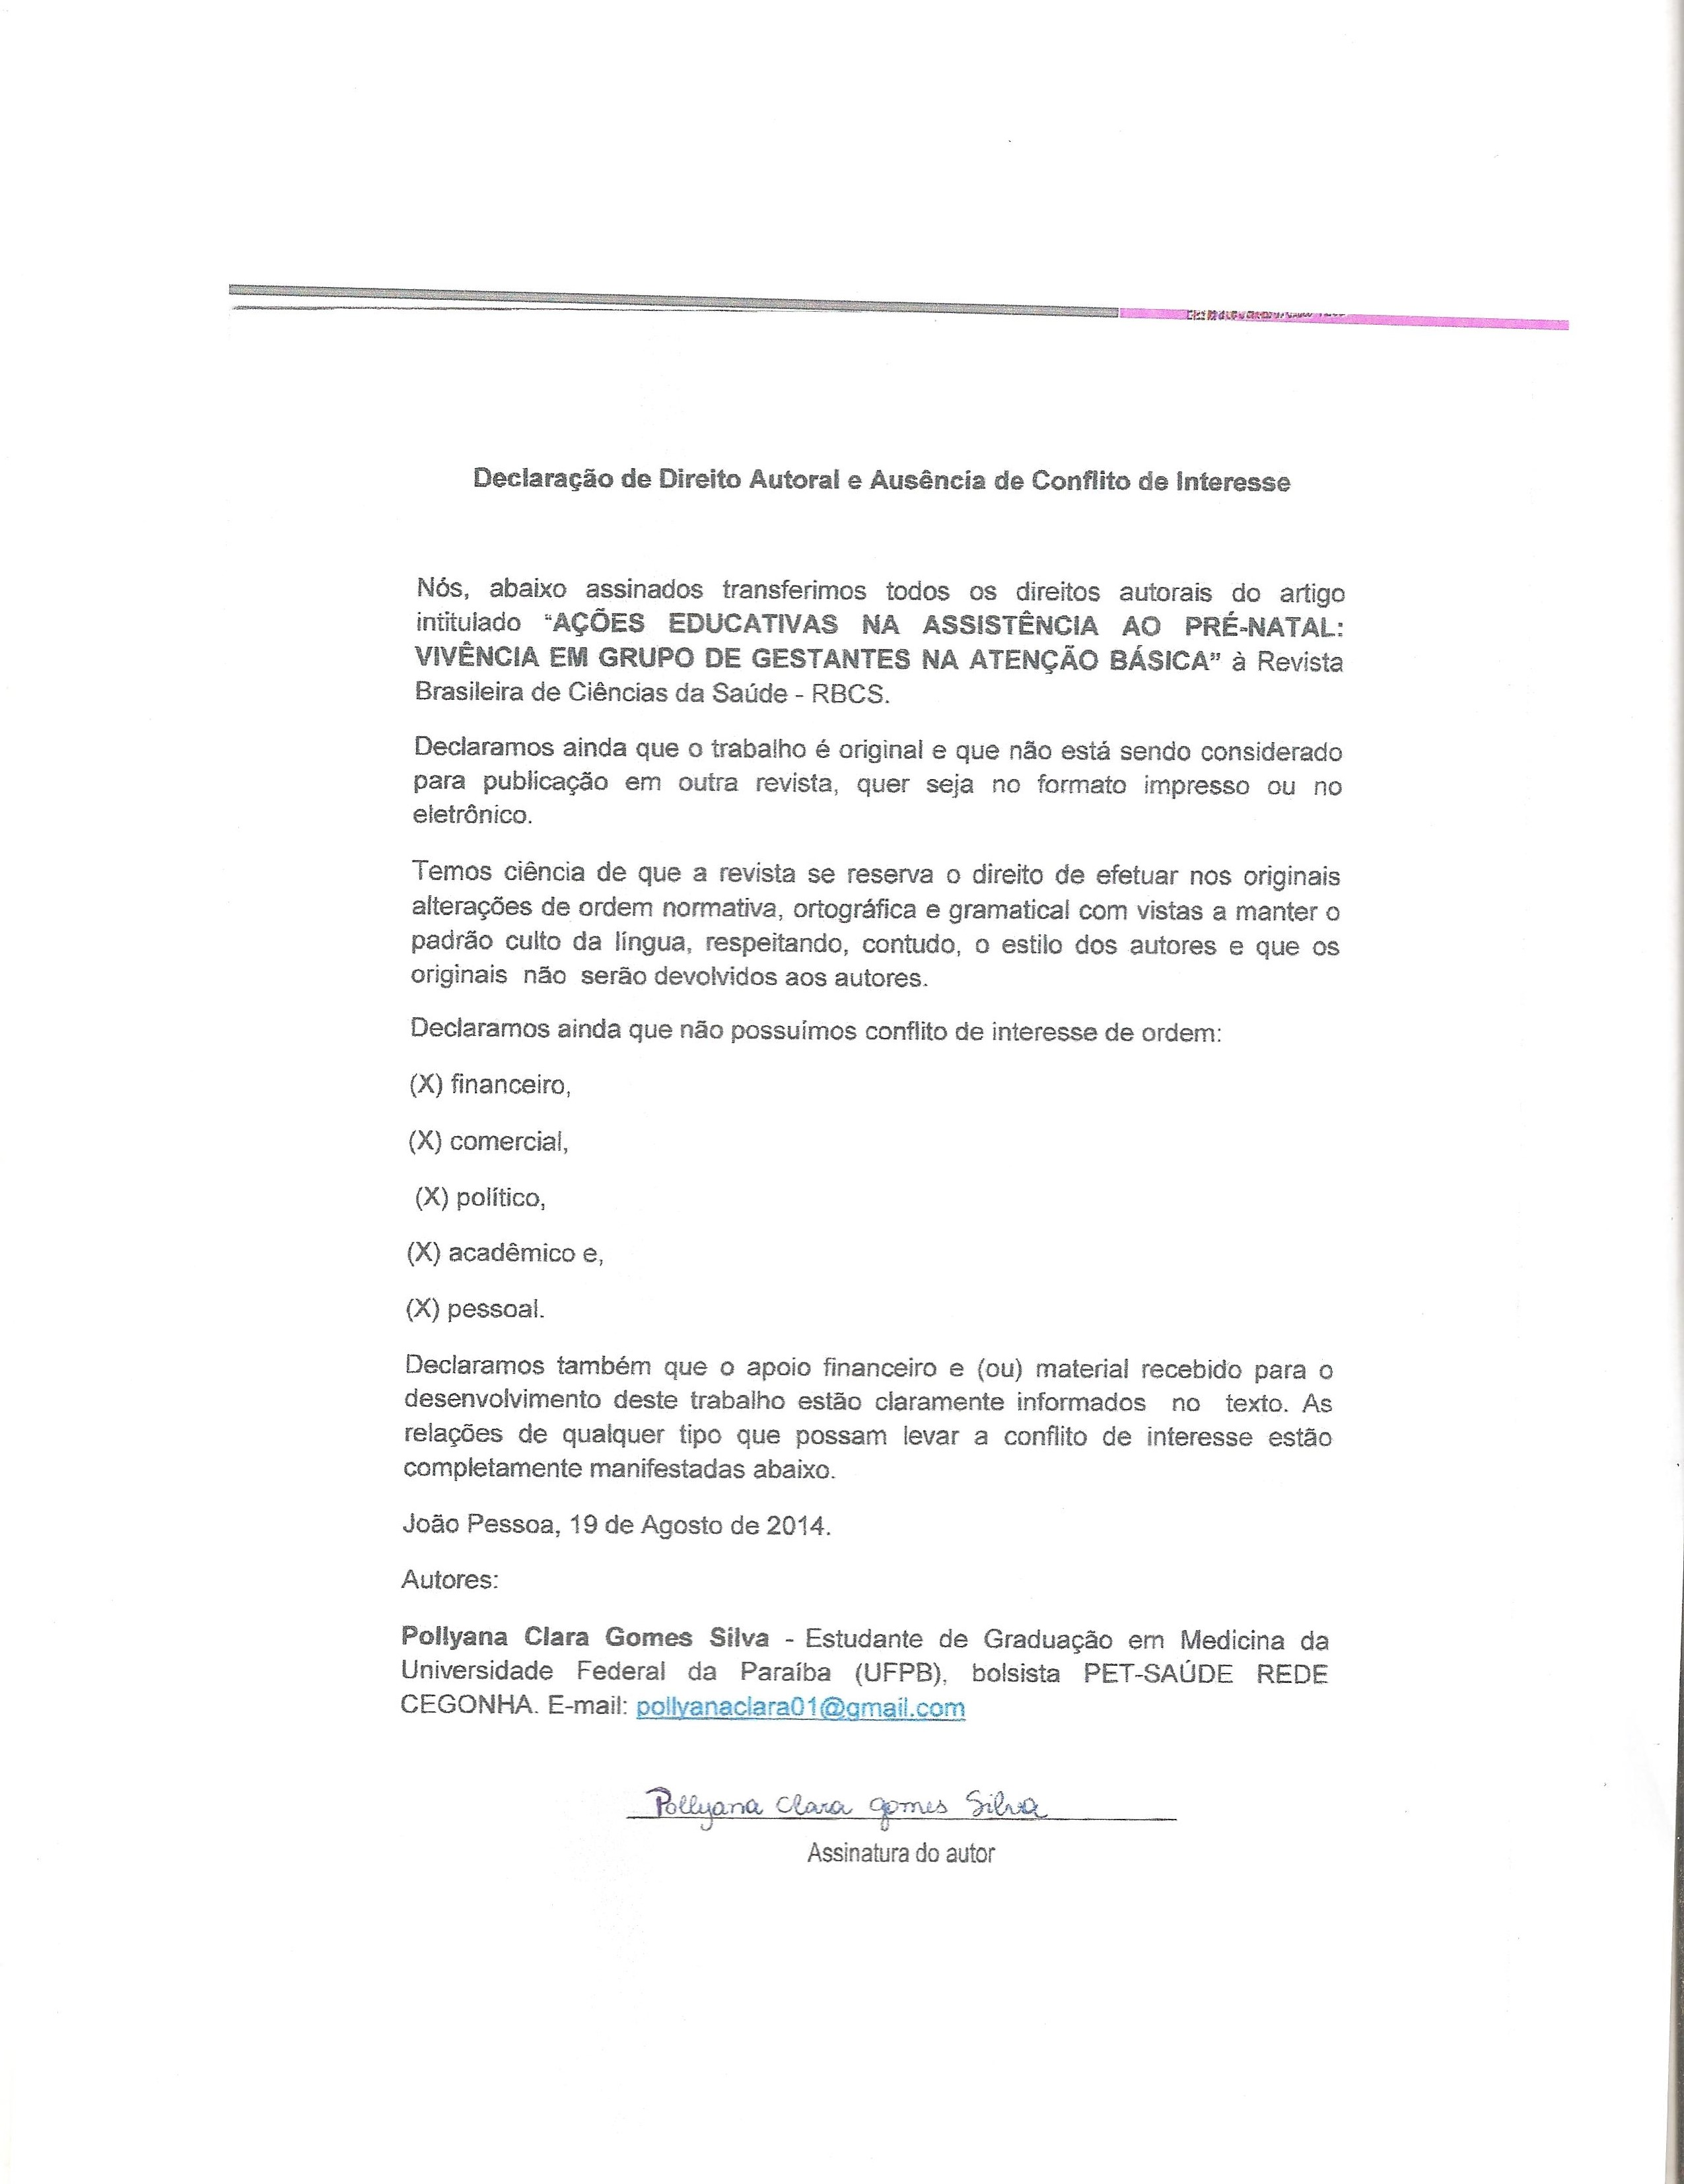 Declaração de Direito Autoral e Ausência de Conflito de Interesse
Nós, abaixo assinados transferimos todos os direitos autorais do artigo
intitulado “AÇÕES EDUCATIVAS NA ASSISTÊNCIA AO PRÉ-NATAL:
VIVÊNCIA EM GRUPO DE GESTANTES NA ATENÇÃO BÁSICA” à Revista
Brasileira de Ciências da Saúde - RBCS.
Declaramos ainda que o trabalho é original e que não está sendo considerado
para publicação em outra revista, quer seja no formato impresso ou no
eletrônico.
Temos ciência de que a revista se reserva o direito de efetuar nos originais
alterações de ordem normativa, ortográfica e gramatical com vistas a manter o
padrão culto da língua, respeitando, contudo, o estilo dos autores e que os
originais não serão devolvidos aos autores.
Declaramos ainda que não possuímos conflito de interesse de ordem:
(X) financeiro,
(X) comercial,
(X) político,
(X) acadêmico e,
(X) pessoal.
Declaramos também que o apoio financeiro e (ou) material recebido para o
desenvolvimento deste trabalho estão claramente informados no texto. As
relações de qualquer tipo que possam levar a conflito de interesse estão
completamente manifestadas abaixo.
João Pessoa, 19 de Agosto de 2014.
Autores:
Pollyana Clara Gomes Silva - Estudante de Graduação em Medicina da
Universidade Federal da Paraíba (UFPB), bolsista PET-SAÚDE REDE
CEGONHA. E-mail: pollyanaclara01@gmail.com
Pollyana Clara Gomes Silva
Assinatura do autor